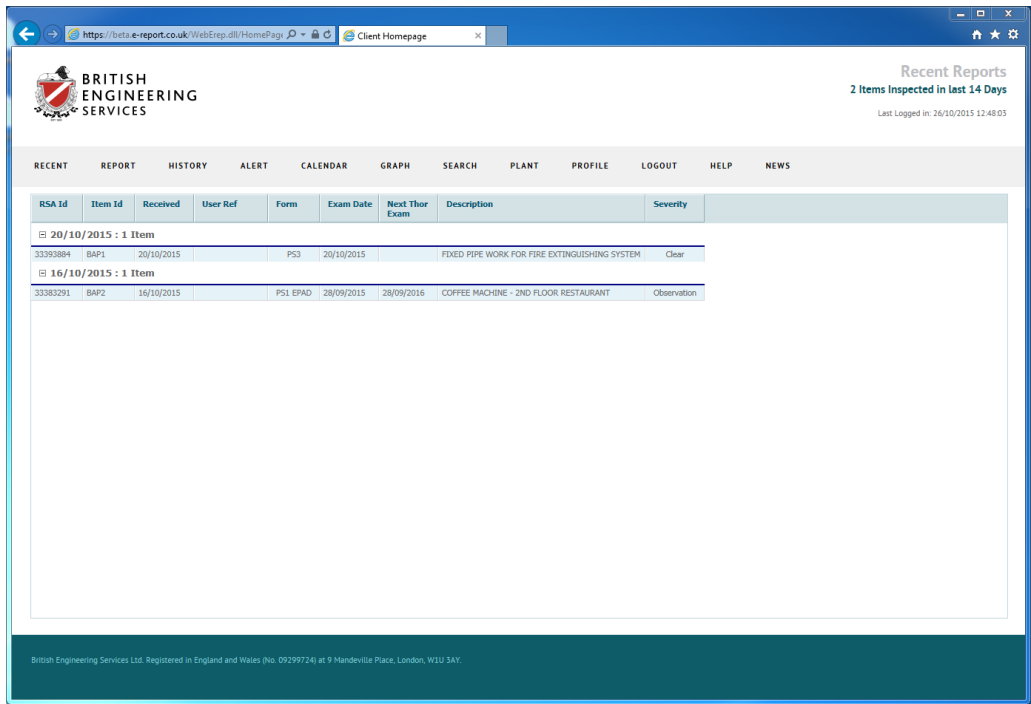 https://beta.e-report.co.uk/WebErep.dll/HomePage
Client Homepage
BRITISH
ENGINEERING
SERVICES
Recent Reports
2 Items Inspected in last 14 Days
Last Logged in: 26/10/2015 12:48:03
RECENT REPORT HISTORY ALERT CALENDAR GRAPH SEARCH PLANT PROFILE LOGOUT HELP NEWS
RSA Id Item Id Received User Ref Form Exam Date Next Thor Exam Description Severity
20/10/2015 : 1 Item
33393884 BAP1 20/10/2015 PS3 20/10/2015 FIXED PIPE WORK FOR FIRE EXTINGUISHING SYSTEM Clear
16/10/2015 : 1 Item
33383291 BAP2 16/10/2015 PS1 EPAD 28/09/2015 28/09/2016 COFFEE MACHINE - 2ND FLOOR RESTAURANT Observation
British Engineering Services Ltd. Registered in England and Wales (No. 09299724) at 9 Mandeville Place, London, W1U 3AY.